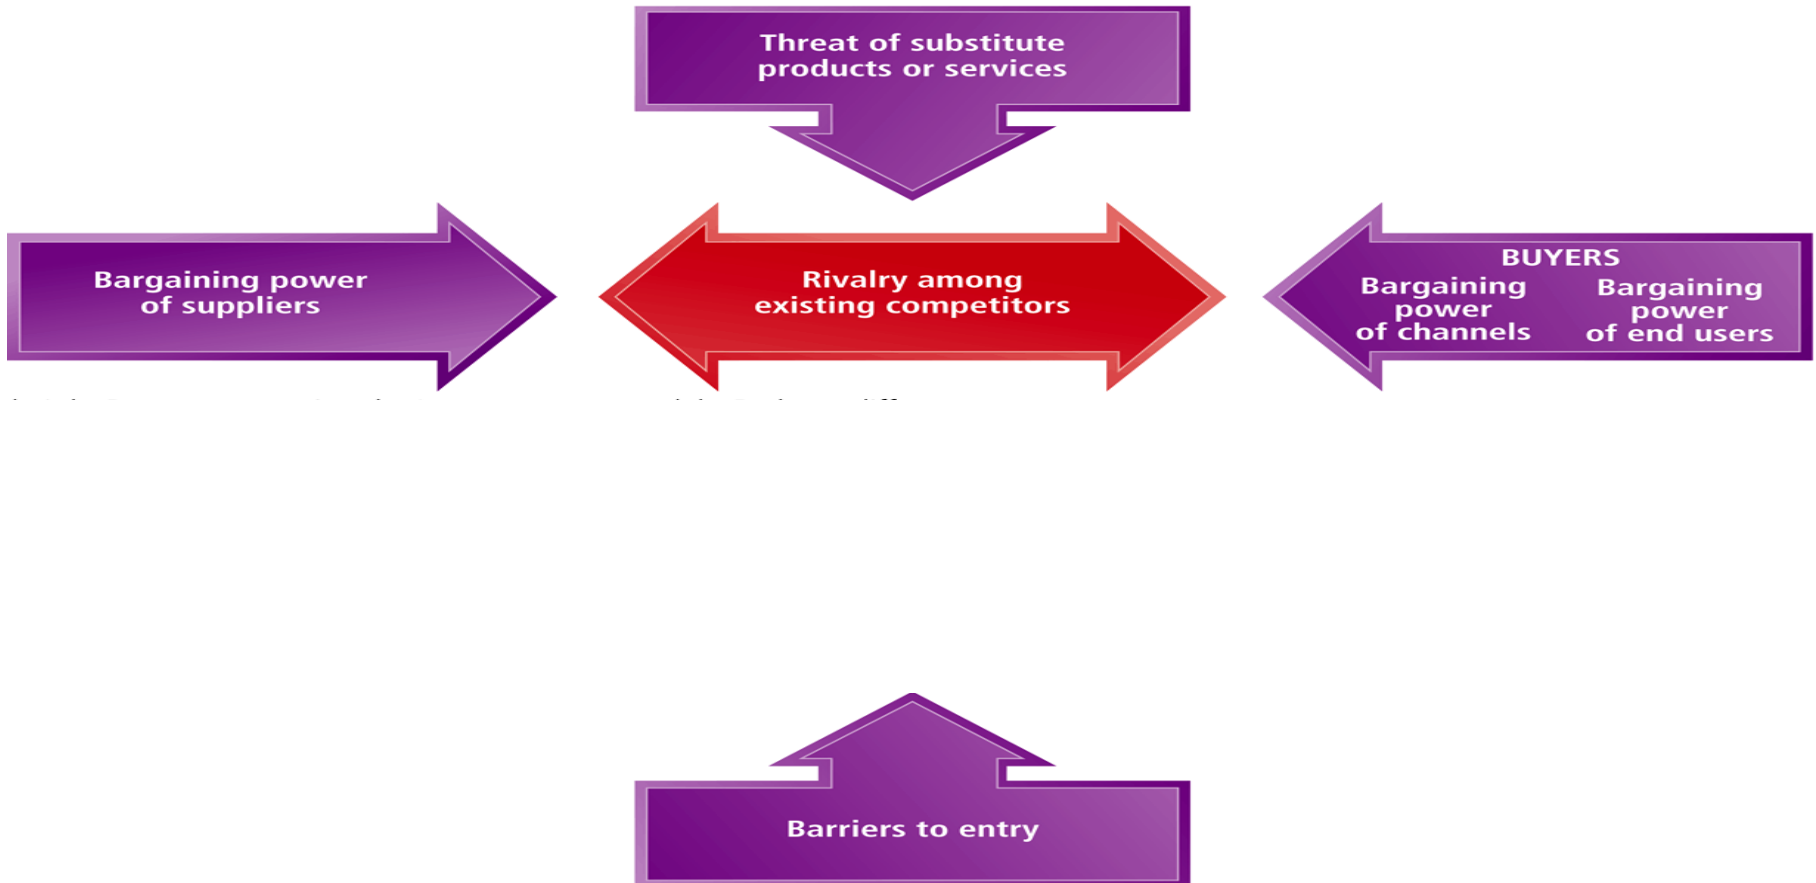 Threat of substitute
products or services
Bargaining power
of suppliers
Rivalry among
existing competitors
BUYERS
Bargaining
power
of channels
Bargaining
power
of end users
Barriers to entry